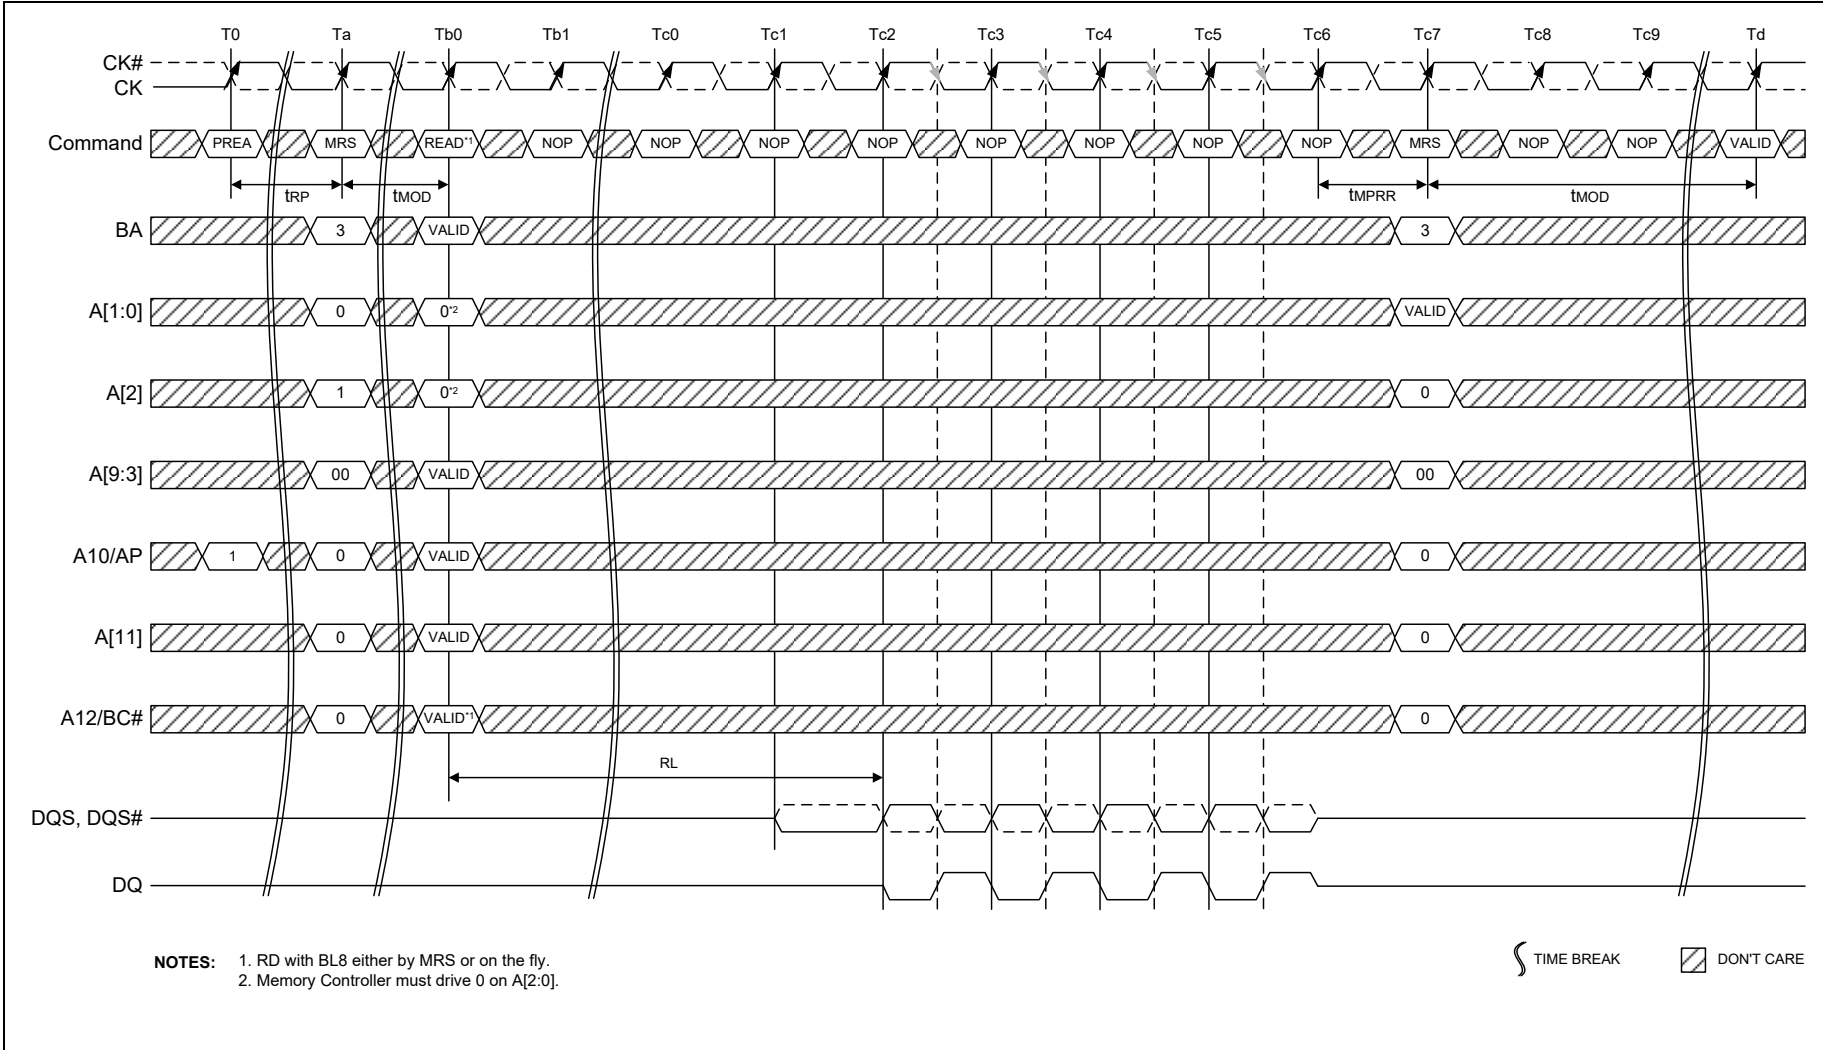 T0 Ta Tb0 Tb1 Tc0 Tc1 Tc2 Tc3 Tc4 Tc5 Tc6 Tc7 Tc8 Tc9 Td
CK#
CK
Command PREA MRS READ*1 NOP NOP NOP NOP NOP NOP NOP NOP MRS NOP NOP VALID
tRP tMOD tMPRR tMOD
BA 3 VALID 3
A[1:0] 0 0*2 VALID
A[2] 1 0*2 0
A[9:3] 00 VALID 00
A10/AP 1 0 VALID 0
A[11] 0 VALID 0
A12/BC# 0 VALID*1 0
RL
DQS, DQS#
DQ
NOTES: 1. RD with BL8 either by MRS or on the fly.
2. Memory Controller must drive 0 on A[2:0].
TIME BREAK DON'T CARE